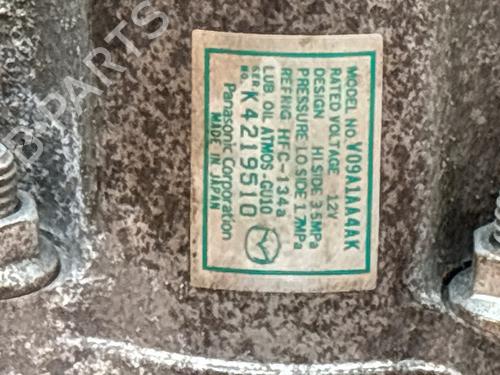 MODEL NO. V09A1AA4AK
RATED VOLTAGE 12V
DESIGN HI.SIDE 3.5MPa
PRESSURE LO.SIDE 1.7MPa
REFRIG HFC-134a
LUB OIL ATMOS GU10
SER. NO. K4219510
Panasonic Corporation
MADE IN JAPAN
B-PARTS